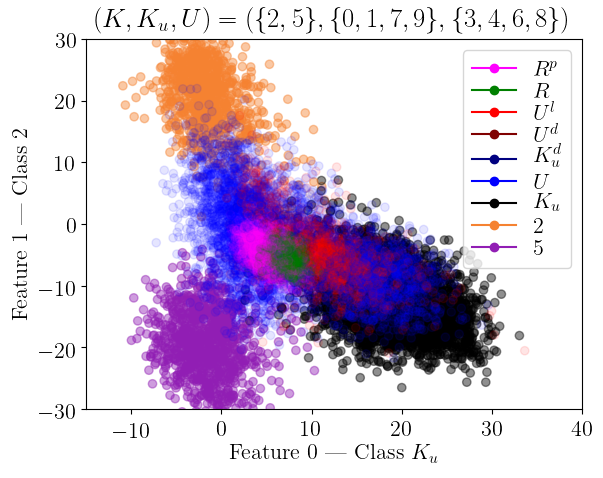 (K, K_u, U) = ({2, 5}, {0, 1, 7, 9}, {3, 4, 6, 8})
30
20
10
0
−10
−20
−30
Feature 1 — Class 2
R^p
R
U^l
U^d
K_u^d
U
K_u
2
5
−10
0
10
20
30
40
Feature 0 — Class K_u